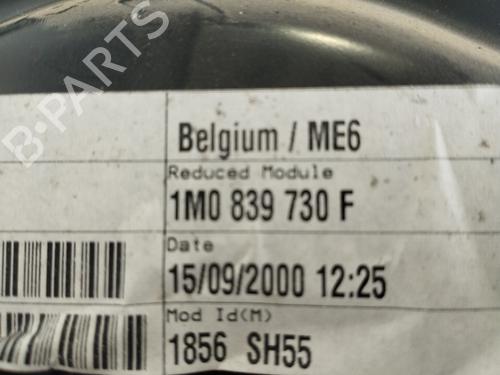 B-PARTS
Belgium / ME6
Reduced Module
1M0 839 730 F
Date
15/09/2000 12:25
Mod Id(M)
1856 SH55